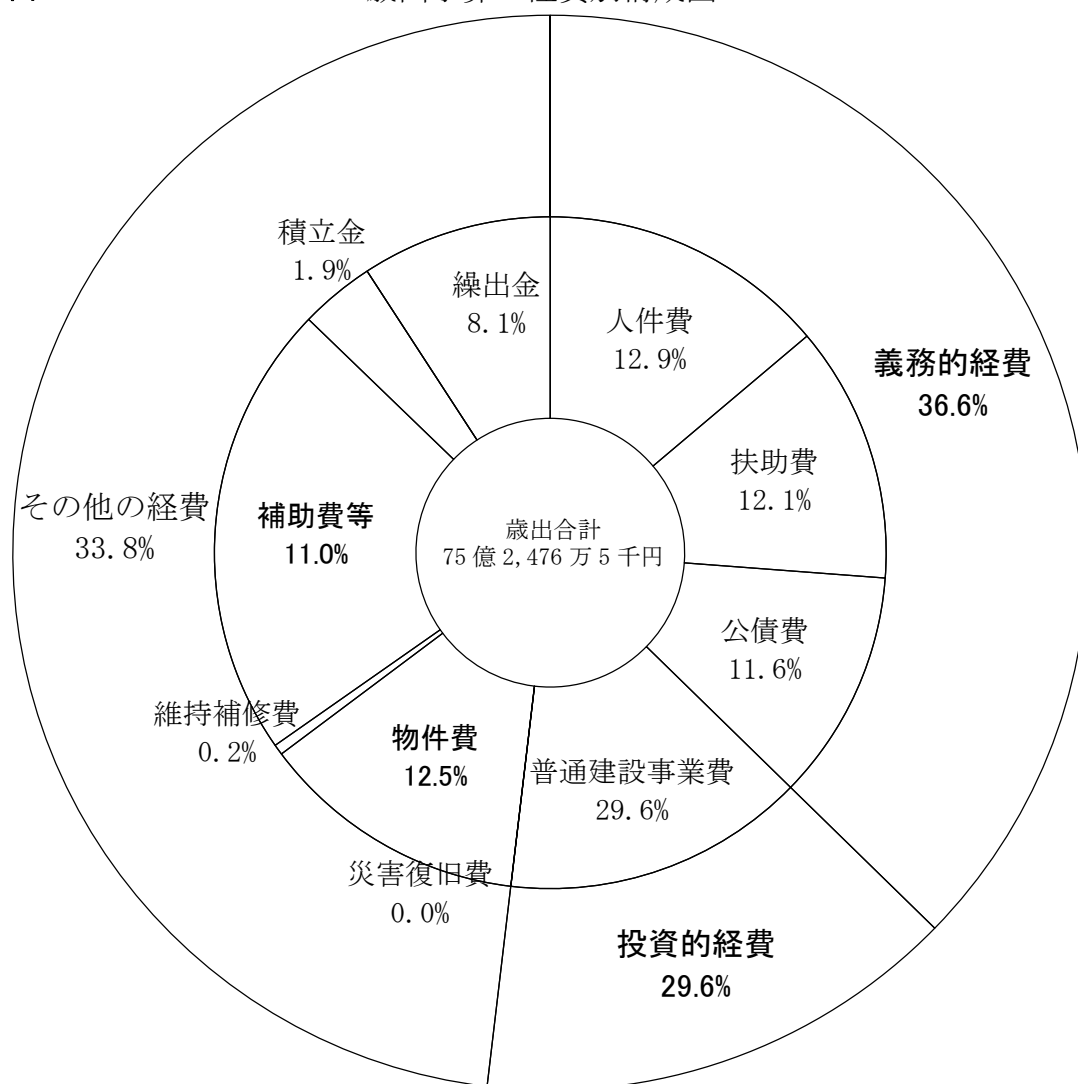 積立金
1.9%
繰出金
8.1%
人件費
12.9%
義務的経費
36.6%
扶助費
12.1%
その他の経費
33.8%
補助費等
11.0%
歳出合計
75億2,476万5千円
公債費
11.6%
維持補修費
0.2%
物件費
12.5%
普通建設事業費
29.6%
災害復旧費
0.0%
投資的経費
29.6%